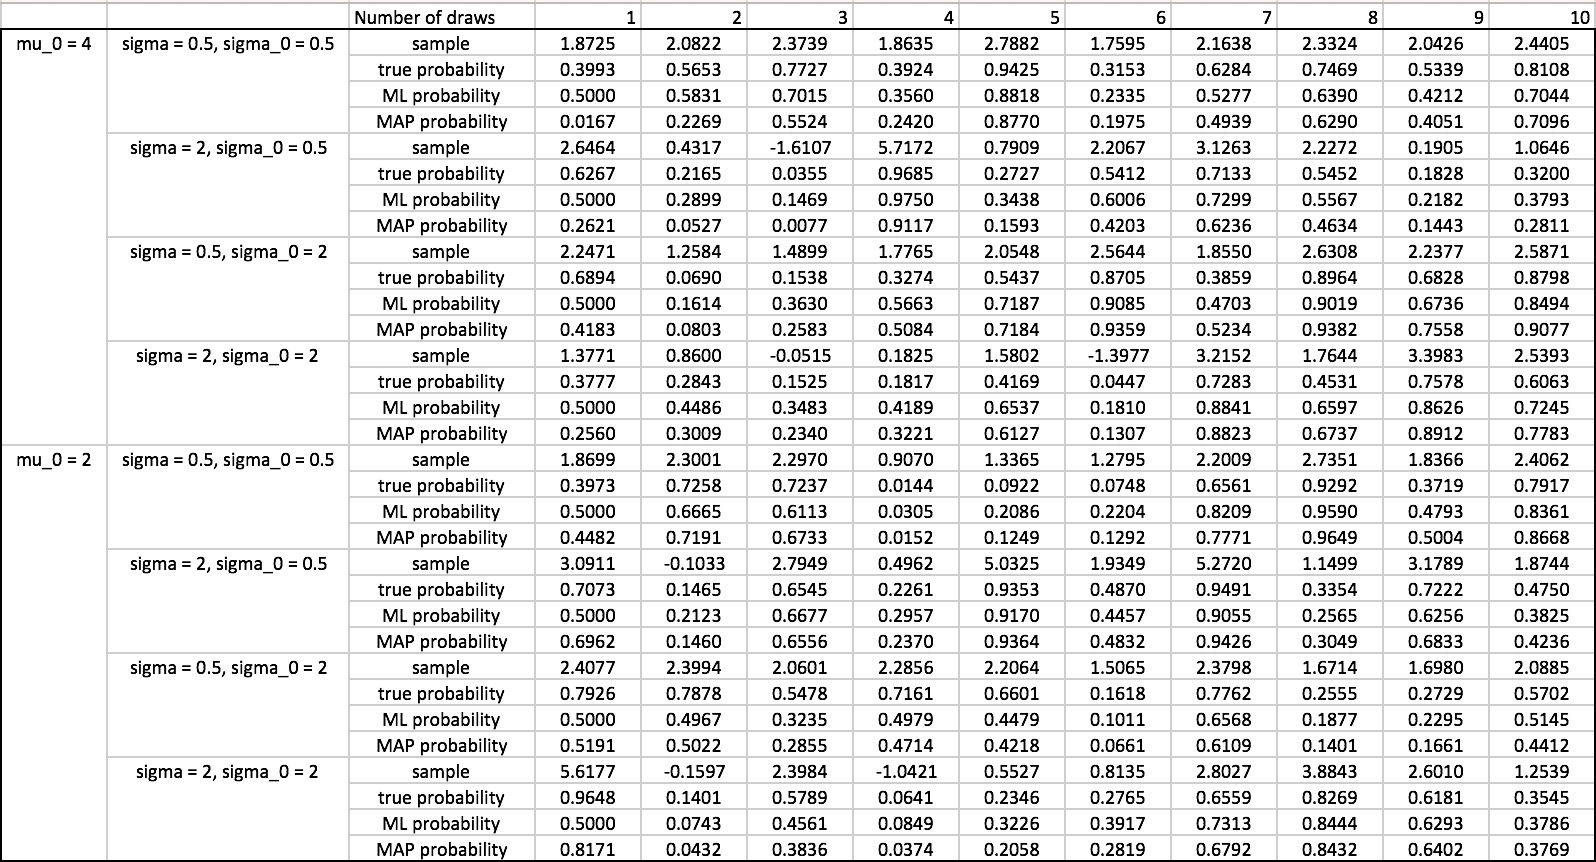 Number of draws 1 2 3 4 5 6 7 8 9 10
mu_0 = 4 sigma = 0.5, sigma_0 = 0.5 sample 1.8725 2.0822 2.3739 1.8635 2.7882 1.7595 2.1638 2.3324 2.0426 2.4405
true probability 0.3993 0.5653 0.7727 0.3924 0.9425 0.3153 0.6284 0.7469 0.5339 0.8108
ML probability 0.5000 0.5831 0.7015 0.3560 0.8818 0.2335 0.5277 0.6390 0.4212 0.7044
MAP probability 0.0167 0.2269 0.5524 0.2420 0.8770 0.1975 0.4939 0.6290 0.4051 0.7096
sigma = 2, sigma_0 = 0.5 sample 2.6464 0.4317 -1.6107 5.7172 0.7909 2.2067 3.1263 2.2272 0.1905 1.0646
true probability 0.6267 0.2165 0.0355 0.9685 0.2727 0.5412 0.7133 0.5452 0.1828 0.3200
ML probability 0.5000 0.2899 0.1469 0.9750 0.3438 0.6006 0.7299 0.5567 0.2182 0.3793
MAP probability 0.2621 0.0527 0.0077 0.9117 0.1593 0.4203 0.6236 0.4634 0.1443 0.2811
sigma = 0.5, sigma_0 = 2 sample 2.2471 1.2584 1.4899 1.7765 2.0548 2.5644 1.8550 2.6308 2.2377 2.5871
true probability 0.6894 0.0690 0.1538 0.3274 0.5437 0.8705 0.3859 0.8964 0.6828 0.8798
ML probability 0.5000 0.1614 0.3630 0.5663 0.7187 0.9085 0.4703 0.9019 0.6736 0.8494
MAP probability 0.4183 0.0803 0.2583 0.5084 0.7184 0.9359 0.5234 0.9382 0.7558 0.9077
sigma = 2, sigma_0 = 2 sample 1.3771 0.8600 -0.0515 0.1825 1.5802 -1.3977 3.2152 1.7644 3.3983 2.5393
true probability 0.3777 0.2843 0.1525 0.1817 0.4169 0.0447 0.7283 0.4531 0.7578 0.6063
ML probability 0.5000 0.4486 0.3483 0.4189 0.6537 0.1810 0.8841 0.6597 0.8626 0.7245
MAP probability 0.2560 0.3009 0.2340 0.3221 0.6127 0.1307 0.8823 0.6737 0.8912 0.7783
mu_0 = 2 sigma = 0.5, sigma_0 = 0.5 sample 1.8699 2.3001 2.2970 0.9070 1.3365 1.2795 2.2009 2.7351 1.8366 2.4062
true probability 0.3973 0.7258 0.7237 0.0144 0.0922 0.0748 0.6561 0.9292 0.3719 0.7917
ML probability 0.5000 0.6665 0.6113 0.0305 0.2086 0.2204 0.8209 0.9590 0.4793 0.8361
MAP probability 0.4482 0.7191 0.6733 0.0152 0.1249 0.1292 0.7771 0.9649 0.5004 0.8668
sigma = 2, sigma_0 = 0.5 sample 3.0911 -0.1033 2.7949 0.4962 5.0325 1.9349 5.2720 1.1499 3.1789 1.8744
true probability 0.7073 0.1465 0.6545 0.2261 0.9353 0.4870 0.9491 0.3354 0.7222 0.4750
ML probability 0.5000 0.2123 0.6677 0.2957 0.9170 0.4457 0.9055 0.2565 0.6256 0.3825
MAP probability 0.6962 0.1460 0.6556 0.2370 0.9364 0.4832 0.9426 0.3049 0.6833 0.4236
sigma = 0.5, sigma_0 = 2 sample 2.4077 2.3994 2.0601 2.2856 2.2064 1.5065 2.3798 1.6714 1.6980 2.0885
true probability 0.7926 0.7878 0.5478 0.7161 0.6601 0.1618 0.7762 0.2555 0.2729 0.5702
ML probability 0.5000 0.4967 0.3235 0.4979 0.4479 0.1011 0.6568 0.1877 0.2295 0.5145
MAP probability 0.5191 0.5022 0.2855 0.4714 0.4218 0.0661 0.6109 0.1401 0.1661 0.4412
sigma = 2, sigma_0 = 2 sample 5.6177 -0.1597 2.3984 -1.0421 0.5527 0.8135 2.8027 3.8843 2.6010 1.2539
true probability 0.9648 0.1401 0.5789 0.0641 0.2346 0.2765 0.6559 0.8269 0.6181 0.3545
ML probability 0.5000 0.0743 0.4561 0.0849 0.3226 0.3917 0.7313 0.8444 0.6293 0.3786
MAP probability 0.8171 0.0432 0.3836 0.0374 0.2058 0.2819 0.6792 0.8432 0.6402 0.3769